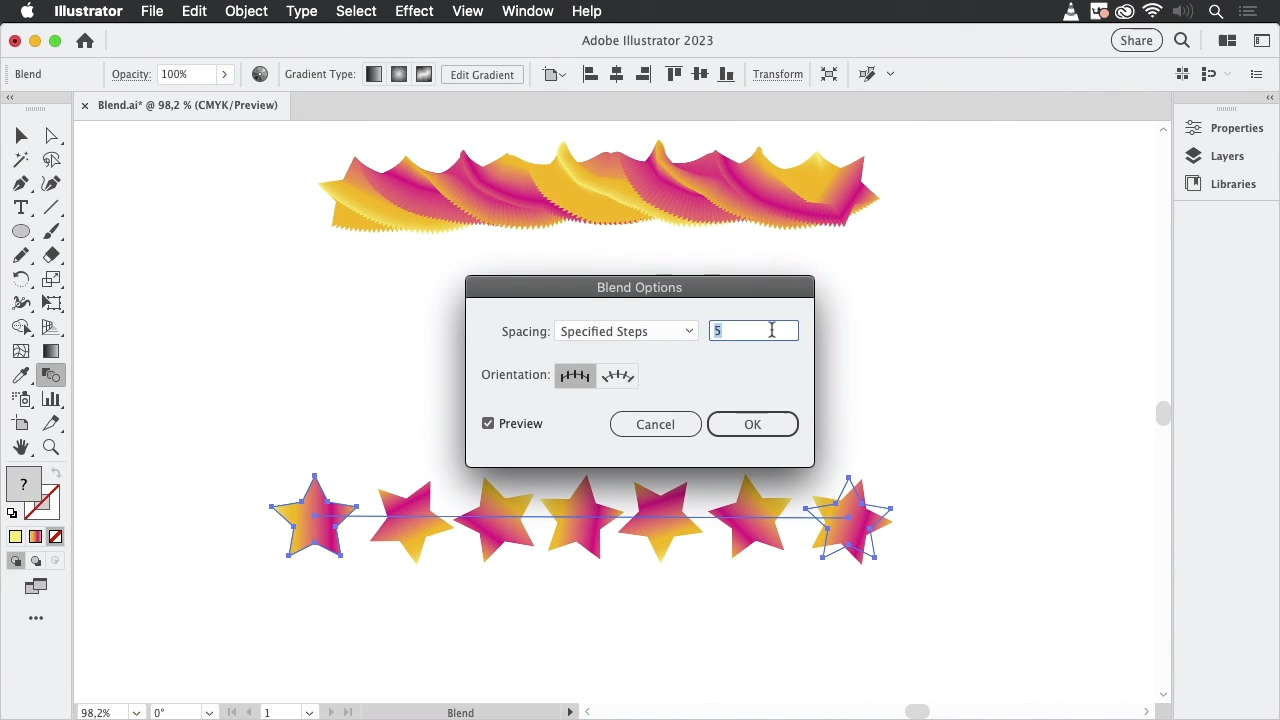 Illustrator File Edit Object Type Select Effect View Window Help
Adobe Illustrator 2023
Share
Blend
Opacity: 100%
Gradient Type:
Edit Gradient
Transform
Blend.ai* @ 98,2 % (CMYK/Preview)
Properties
Layers
Libraries
Blend Options
Spacing: Specified Steps 5
Orientation:
Preview
Cancel
OK
?
98,2%
0°
1
Blend